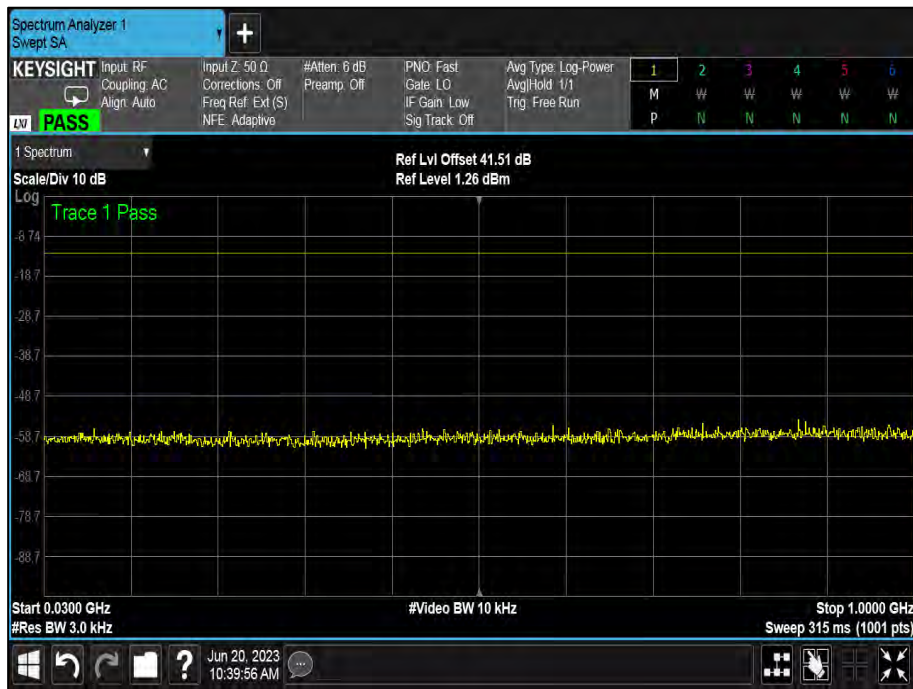 Spectrum Analyzer 1
Swept SA
+
KEYSIGHT
Input: RF
Coupling: AC
Align: Auto
LXI PASS
Input Z: 50 Ω
Corrections: Off
Freq Ref: Ext (S)
NFE: Adaptive
#Atten: 6 dB
Preamp: Off
PNO: Fast
Gate: LO
IF Gain: Low
Sig Track: Off
Avg Type: Log-Power
Avg|Hold: 1/1
Trig: Free Run
1 2 3 4 5 6
M W W W W W
P N N N N N
1 Spectrum
Scale/Div 10 dB
Ref Lvl Offset 41.51 dB
Ref Level 1.26 dBm
Log
Trace 1 Pass
-8.74
-18.7
-28.7
-38.7
-48.7
-58.7
-68.7
-78.7
-88.7
Start 0.0300 GHz
#Video BW 10 kHz
Stop 1.0000 GHz
#Res BW 3.0 kHz
Sweep 315 ms (1001 pts)
?
Jun 20, 2023
10:39:56 AM